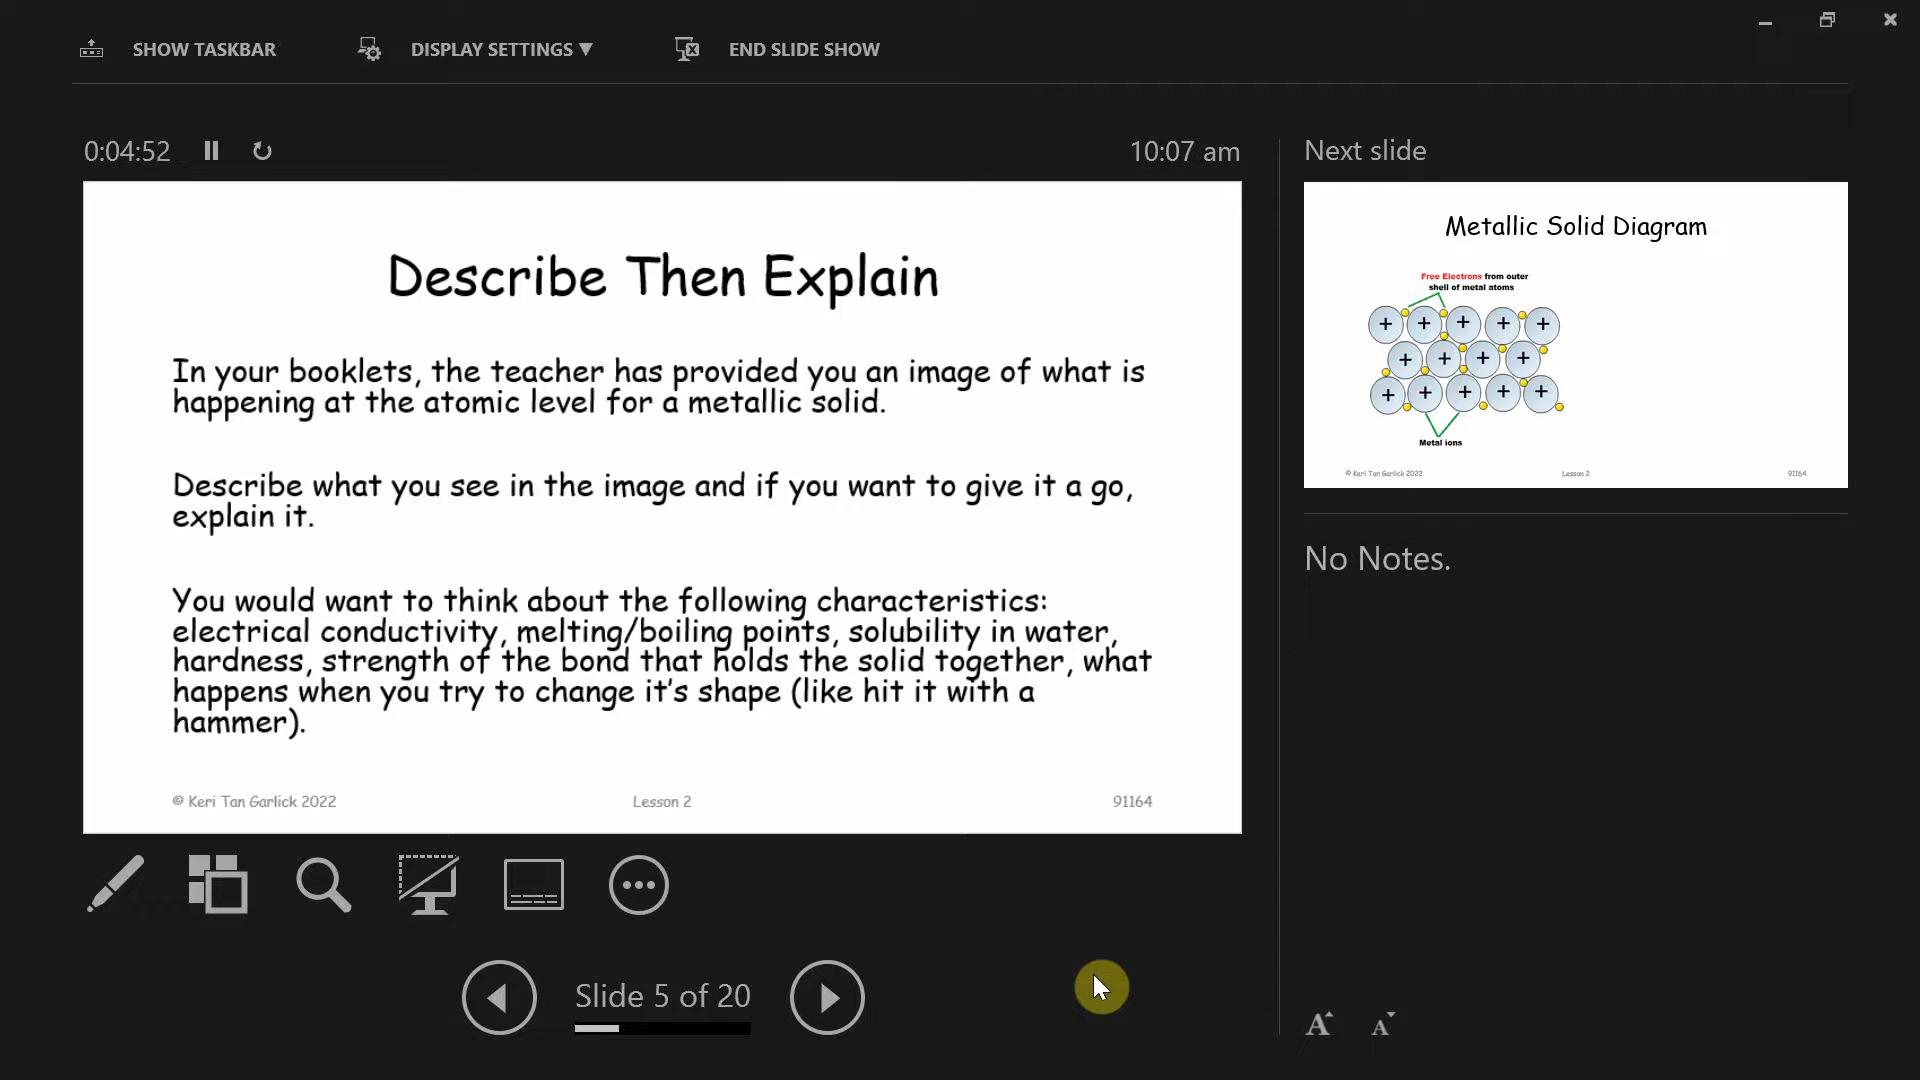 SHOW TASKBAR
DISPLAY SETTINGS ▼
END SLIDE SHOW
0:04:52
10:07 am
Describe Then Explain
In your booklets, the teacher has provided you an image of what is
happening at the atomic level for a metallic solid.
Describe what you see in the image and if you want to give it a go,
explain it.
You would want to think about the following characteristics:
electrical conductivity, melting/boiling points, solubility in water,
hardness, strength of the bond that holds the solid together, what
happens when you try to change it's shape (like hit it with a
hammer).
© Keri Tan Garlick 2022
Lesson 2
91164
Slide 5 of 20
Next slide
Metallic Solid Diagram
Free Electrons from outer
shell of metal atoms
+ + + + +
+ + + +
+ + + + +
Metal ions
© Keri Tan Garlick 2022
Lesson 2
91164
No Notes.
A A